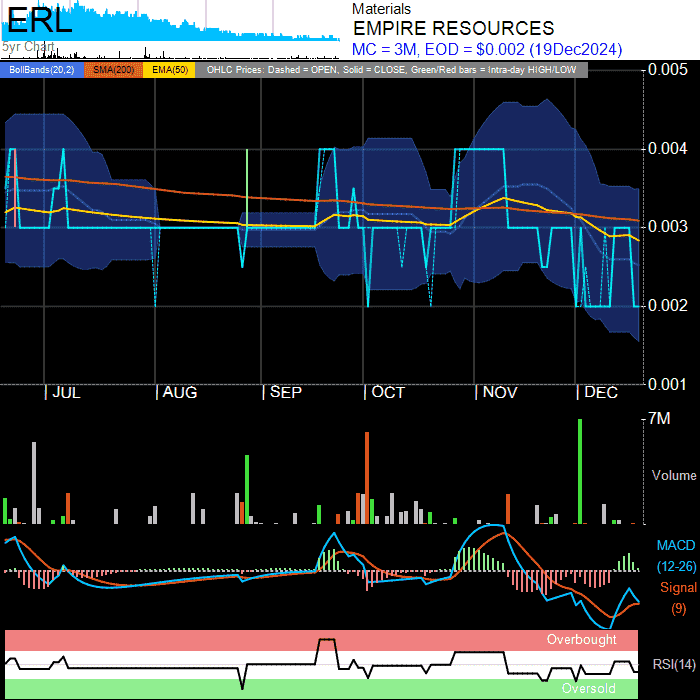 ERL
5yr Chart
Materials
EMPIRE RESOURCES
MC = 3M, EOD = $0.002 (19Dec2024)
BollBands(20,2) SMA(200) EMA(50) OHLC Prices: Dashed = OPEN, Solid = CLOSE, Green/Red bars = Intra-day HIGH/LOW
0.005
0.004
0.003
0.002
0.001
| JUL | AUG | SEP | OCT | NOV | DEC
7M
Volume
MACD
(12-26)
Signal
(9)
Overbought
RSI(14)
Oversold